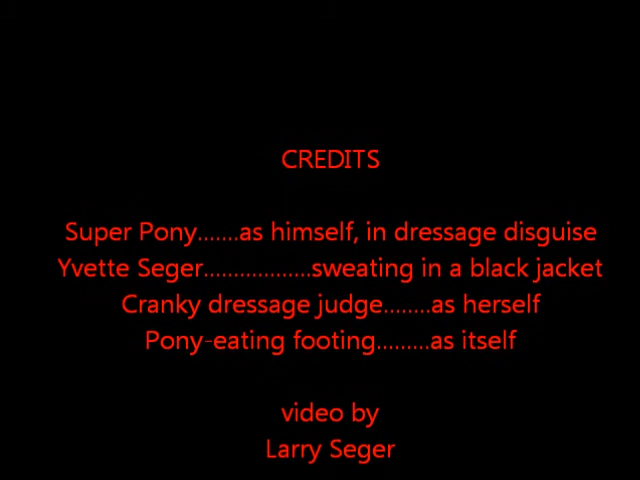 CREDITS
Super Pony.......as himself, in dressage disguise
Yvette Seger..................sweating in a black jacket
Cranky dressage judge........as herself
Pony-eating footing.........as itself
video by
Larry Seger